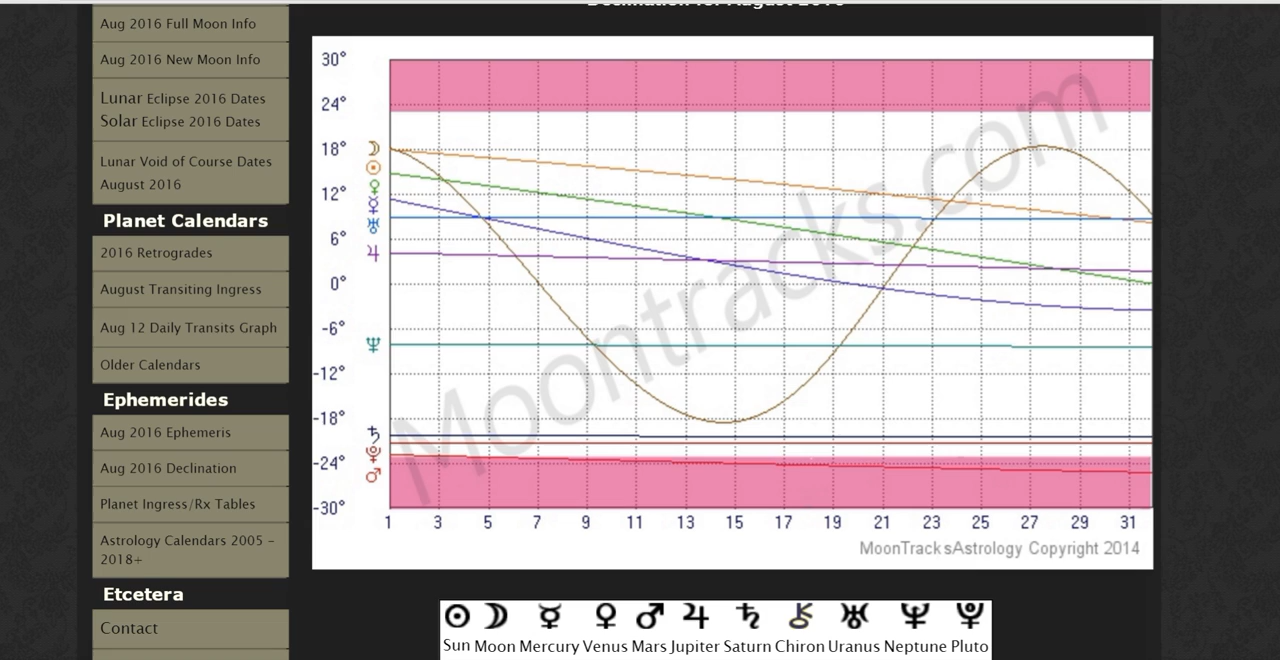 Declination for August 2016
Aug 2016 Full Moon Info
Aug 2016 New Moon Info
Lunar Eclipse 2016 Dates
Solar Eclipse 2016 Dates
Lunar Void of Course Dates
August 2016
Planet Calendars
2016 Retrogrades
August Transiting Ingress
Aug 12 Daily Transits Graph
Older Calendars
Ephemerides
Aug 2016 Ephemeris
Aug 2016 Declination
Planet Ingress/Rx Tables
Astrology Calendars 2005 -
2018+
Etcetera
Contact
30°
24°
18°
12°
6°
0°
-6°
-12°
-18°
-24°
-30°
☽
☉
♀
☿
♅
♃
♆
♄
♂
1 3 5 7 9 11 13 15 17 19 21 23 25 27 29 31
Moontracks.com
MoonTracksAstrology Copyright 2014
☉ ☽ ☿ ♀ ♂ ♃ ♄ ⚷ ♅ ♆
Sun Moon Mercury Venus Mars Jupiter Saturn Chiron Uranus Neptune Pluto